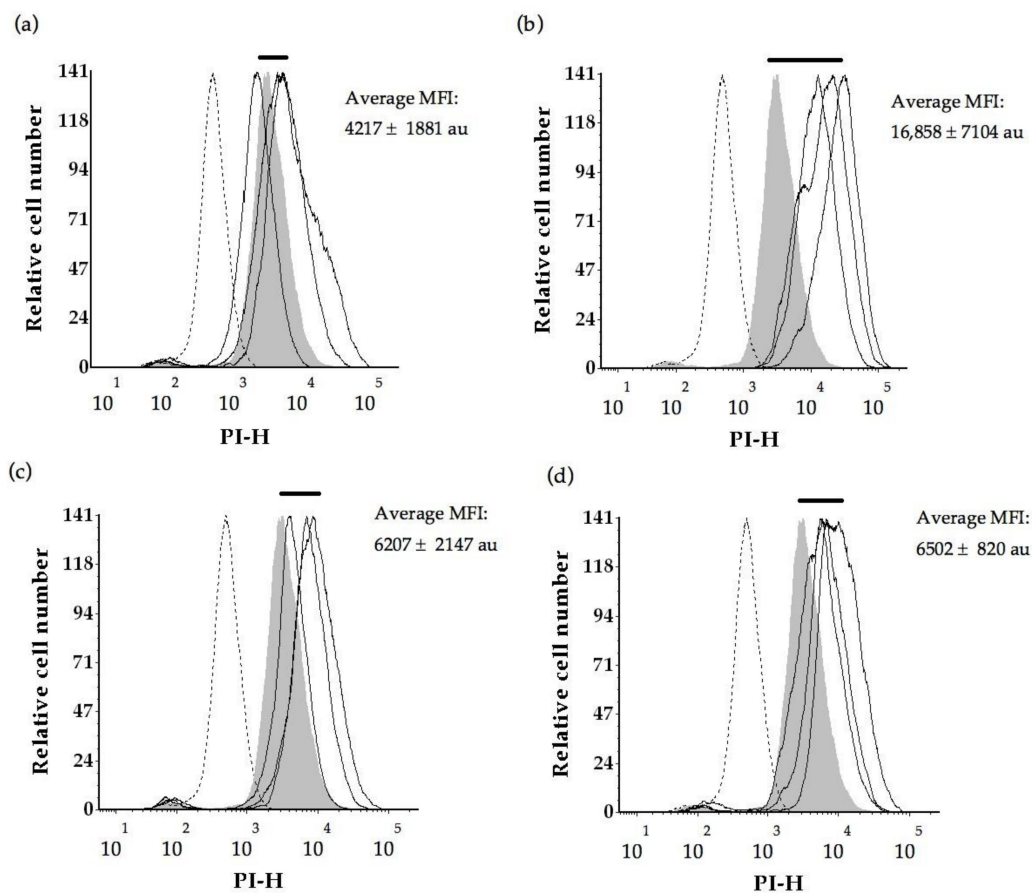 (a)
Average MFI:
4217 ± 1881 au
Relative cell number
141
118
94
71
47
24
0
10 1
10 2
10 3
10 4
10 5
PI-H
(b)
Average MFI:
16,858 ± 7104 au
Relative cell number
141
118
94
71
47
24
0
10 1
10 2
10 3
10 4
10 5
PI-H
(c)
Average MFI:
6207 ± 2147 au
Relative cell number
141
118
94
71
47
24
0
10 1
10 2
10 3
10 4
10 5
PI-H
(d)
Average MFI:
6502 ± 820 au
Relative cell number
141
118
94
71
47
24
0
10 1
10 2
10 3
10 4
10 5
PI-H